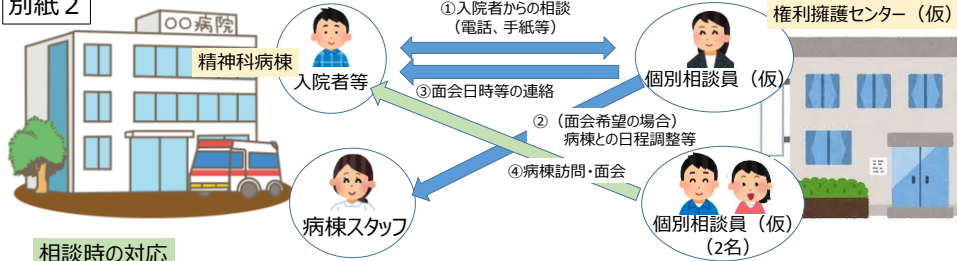 別紙２
○○病院
精神科病棟
入院者等
①入院者からの相談
（電話、手紙等）
③面会日時等の連絡
②（面会希望の場合）
病棟との日程調整等
④病棟訪問・面会
個別相談員（仮）
権利擁護センター（仮）
病棟スタッフ
個別相談員（仮）
（2名）
相談時の対応